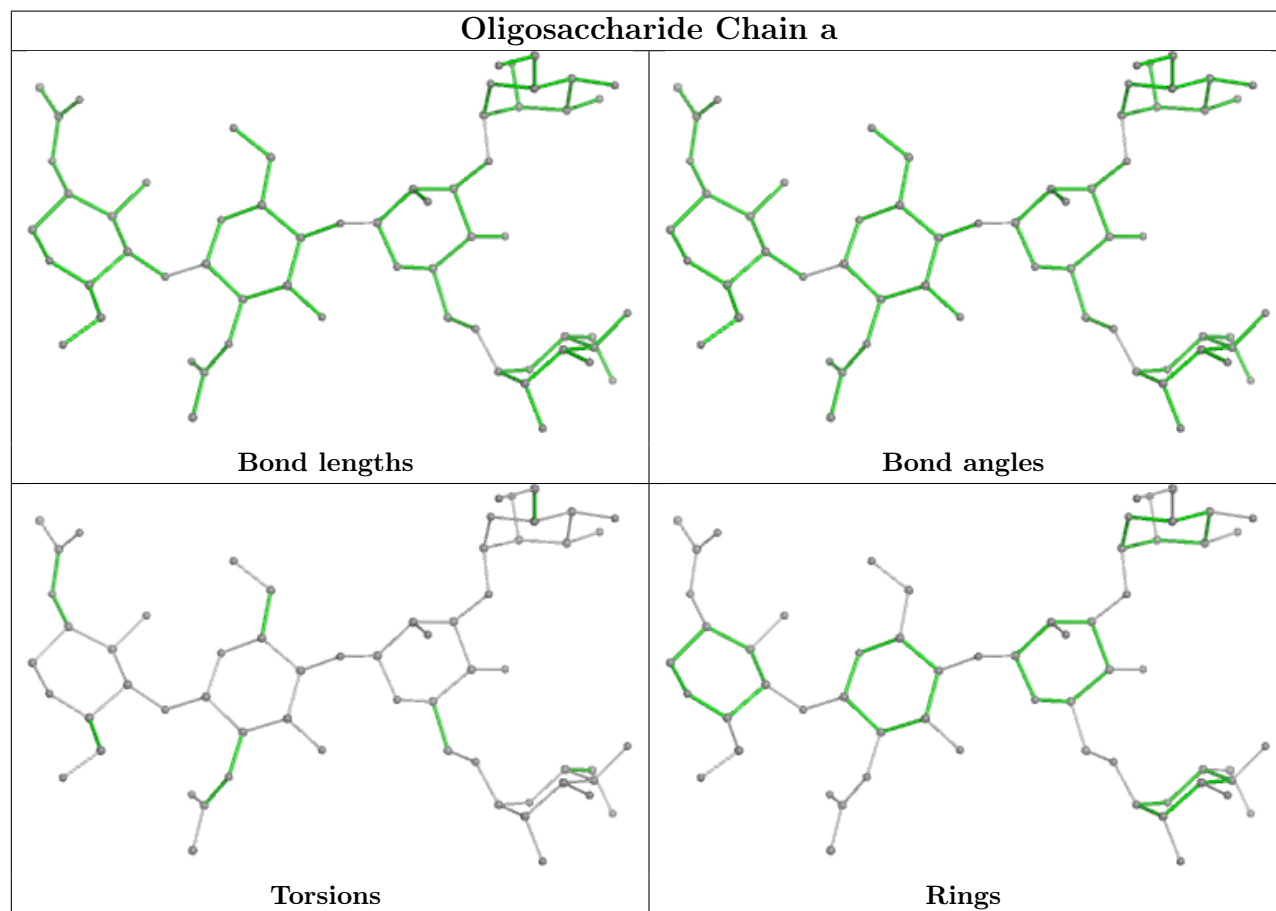 Oligosaccharide Chain a
Bond lengths
Bond angles
Torsions
Rings